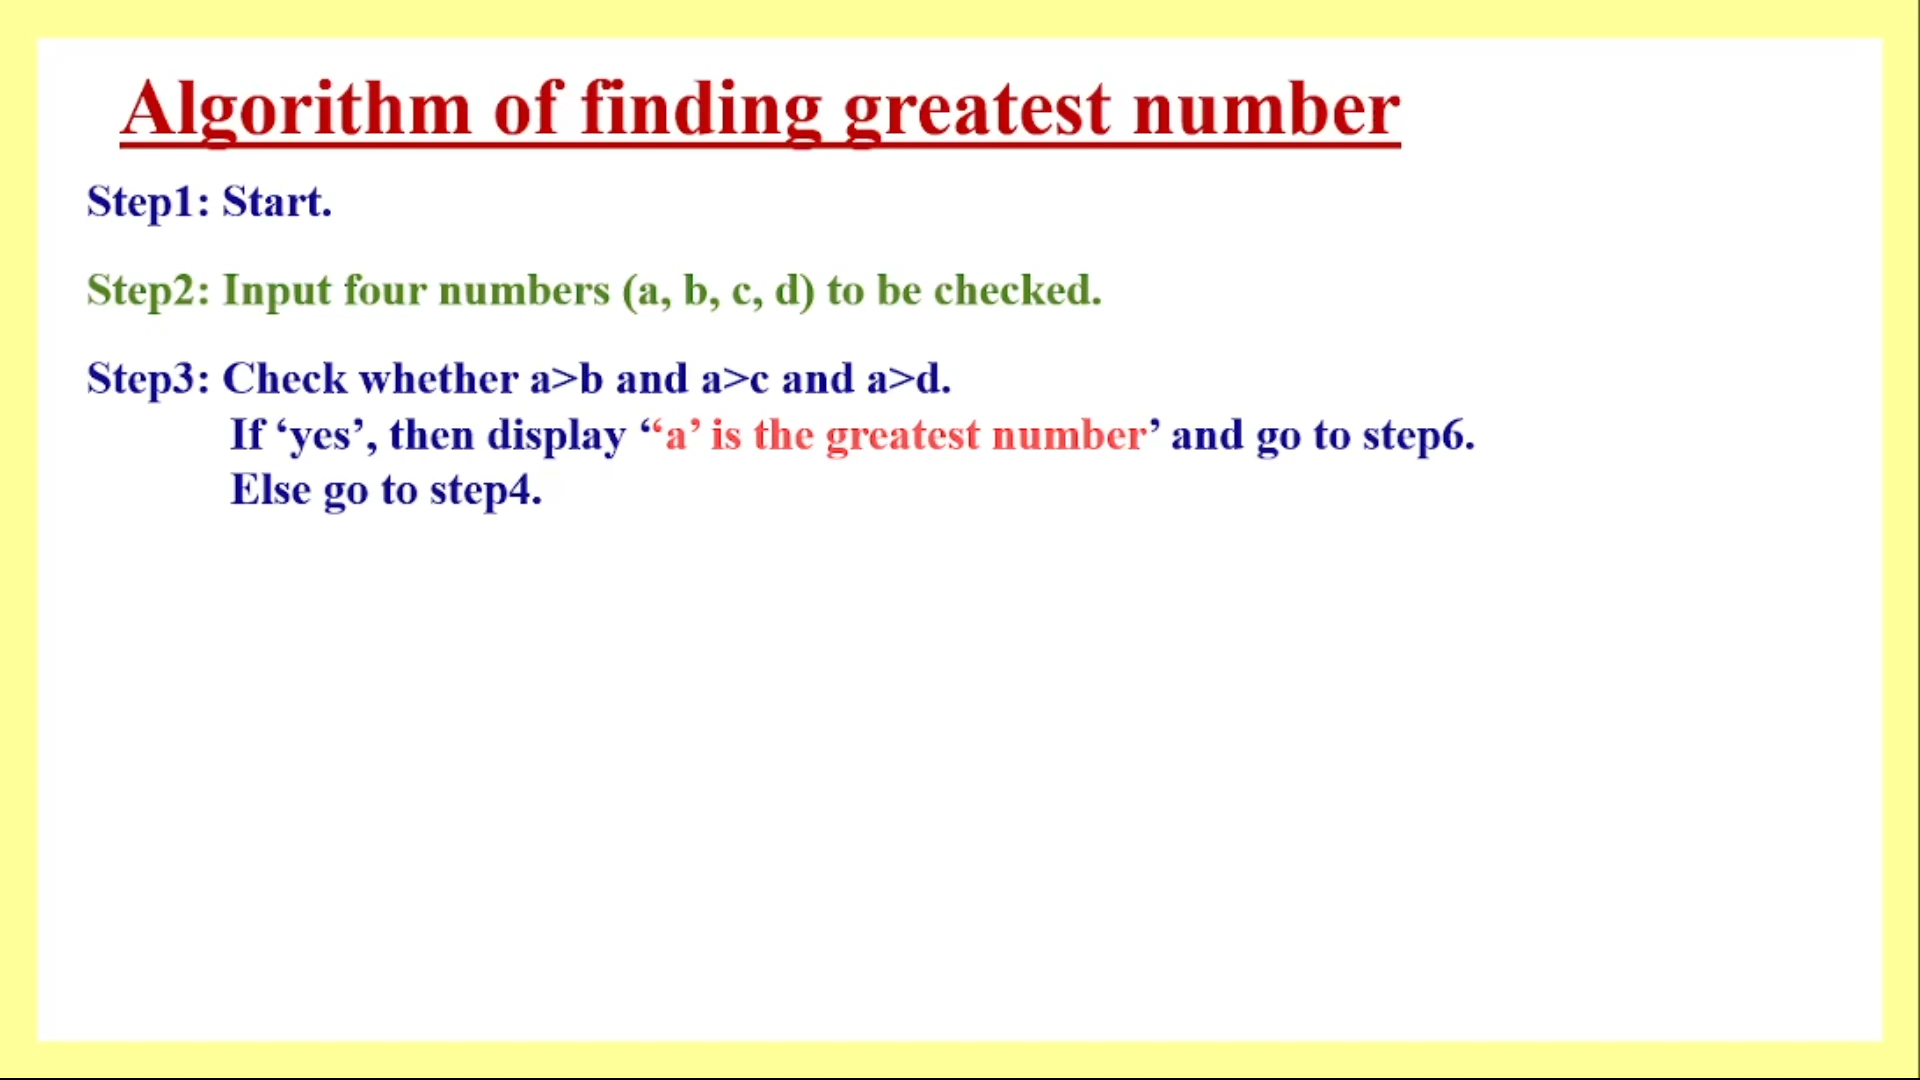 Algorithm of finding greatest number
Step1: Start.
Step2: Input four numbers (a, b, c, d) to be checked.
Step3: Check whether a>b and a>c and a>d.
If ‘yes’, then display ‘‘a’ is the greatest number’ and go to step6.
Else go to step4.